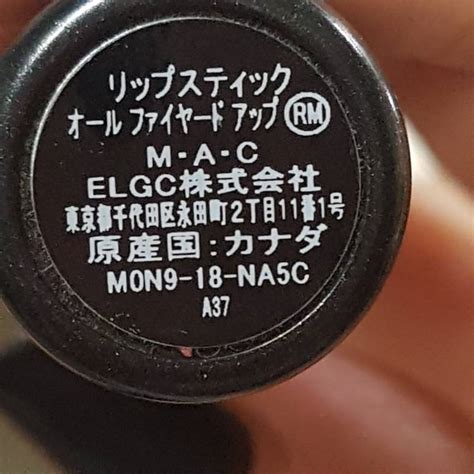 リップスティック
オール ファイヤード アップ RM
M・A・C
ELGC株式会社
東京都千代田区永田町2丁目11番1号
原産国:カナダ
MON9-18-NA5C
A37